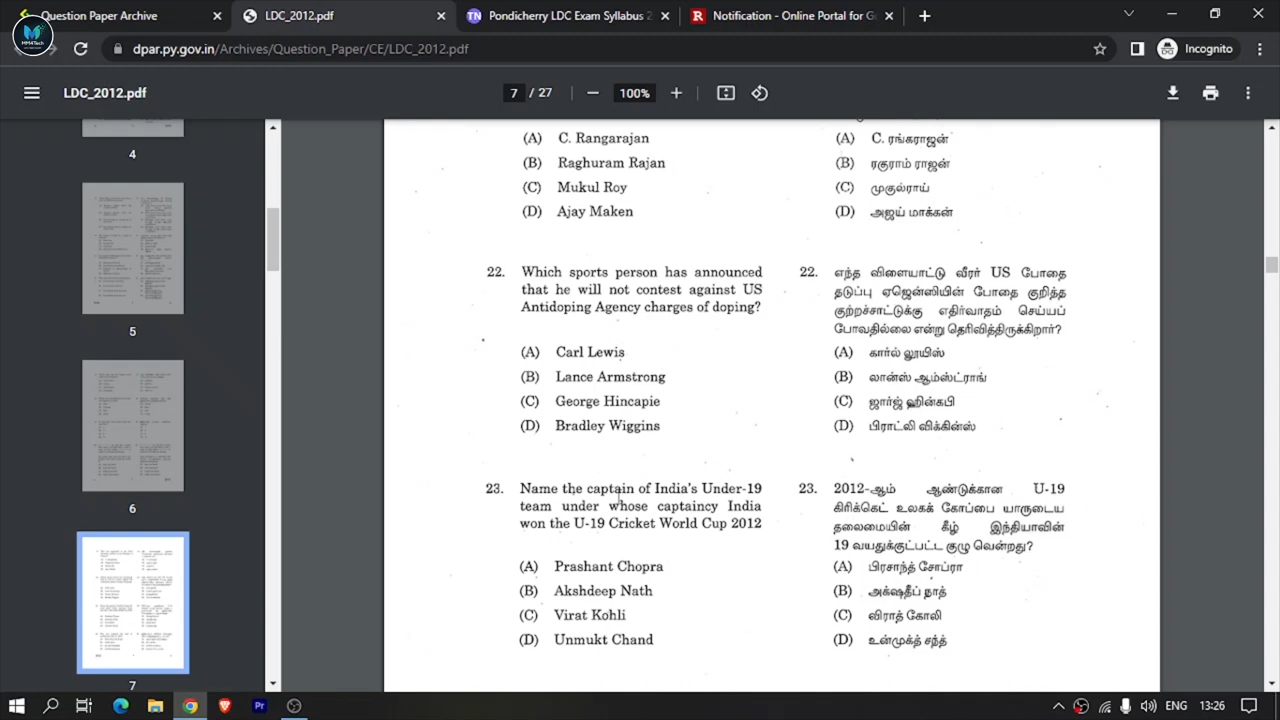 Question Paper Archive
LDC_2012.pdf
TN
Pondicherry LDC Exam Syllabus 2
R
Notification - Online Portal for Go
MM4Tech
dpar.py.gov.in/Archives/Question_Paper/CE/LDC_2012.pdf
Incognito
LDC_2012.pdf
7 / 27
100%
4
5
6
7
(A) C. Rangarajan
(B) Raghuram Rajan
(C) Mukul Roy
(D) Ajay Maken
(A) C. ரங்கராஜன்
(B) ரகுராம் ராஜன்
(C) முகுல்ராய்
(D) அஜய் மாக்கன்
22. Which sports person has announced
that he will not contest against US
Antidoping Agency charges of doping?
(A) Carl Lewis
(B) Lance Armstrong
(C) George Hincapie
(D) Bradley Wiggins
22. எந்த விளையாட்டு வீரர் US போதை
தடுப்பு ஏஜென்ஸியின் போதை குறித்த
குற்றச்சாட்டுக்கு எதிர்வாதம் செய்யப்
போவதில்லை என்று தெரிவித்திருக்கிறார்?
(A) கார்ல் லூயிஸ்
(B) லான்ஸ் ஆம்ஸ்ட்ராங்
(C) ஜார்ஜ் ஹின்கபி
(D) பிராட்லி விக்கின்ஸ்
23. Name the captain of India's Under-19
team under whose captaincy India
won the U-19 Cricket World Cup 2012
(A) Prashant Chopra
(B) Akshdeep Nath
(C) Virat Kohli
(D) Unmukt Chand
23. 2012-ஆம் ஆண்டுக்கான U-19
கிரிக்கெட் உலகக் கோப்பை யாருடைய
தலைமையின் கீழ் இந்தியாவின்
19 வயதுக்குட்பட்ட குழு வென்றது?
(A) பிரசாந்த் சோப்ரா
(B) அக்ஷதீப் நாத்
(C) விராத் கோலி
(D) உன்முக்த் சந்த்
ENG
13:26